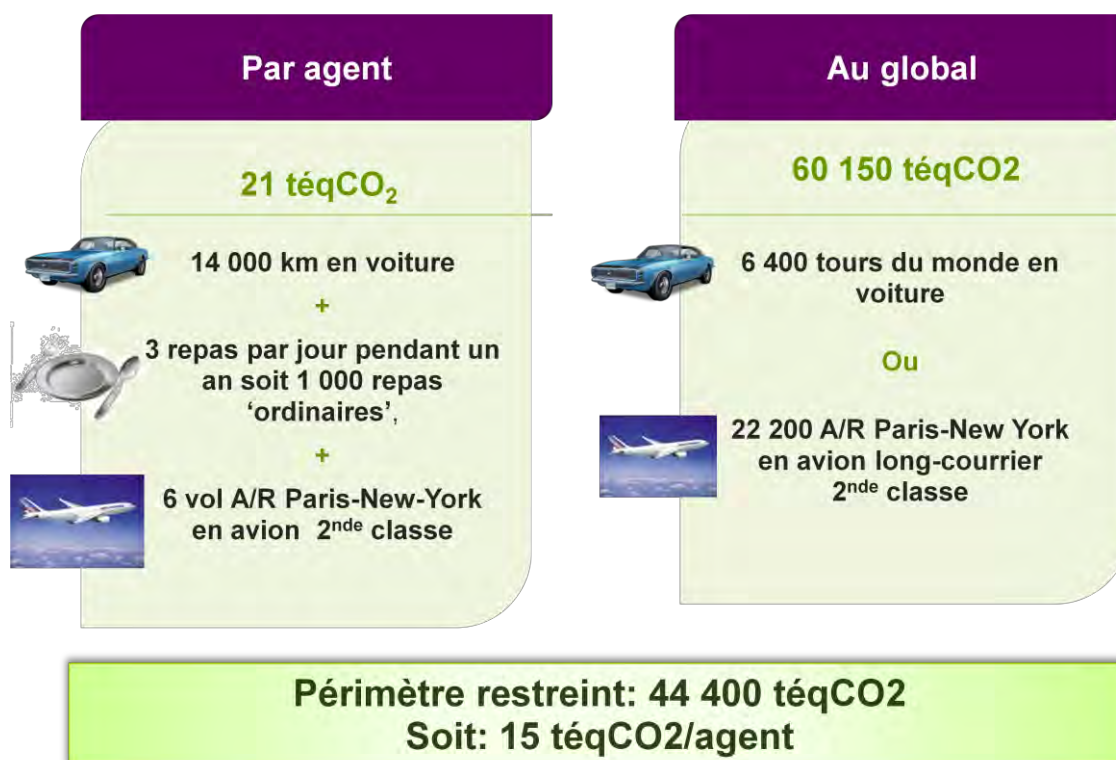 Par agent
21 téqCO₂
14 000 km en voiture
+
3 repas par jour pendant un
an soit 1 000 repas
‘ordinaires’,
+
6 vol A/R Paris-New-York
en avion 2nde classe
Au global
60 150 téqCO2
6 400 tours du monde en
voiture
Ou
22 200 A/R Paris-New York
en avion long-courrier
2nde classe
Périmètre restreint: 44 400 téqCO2
Soit: 15 téqCO2/agent